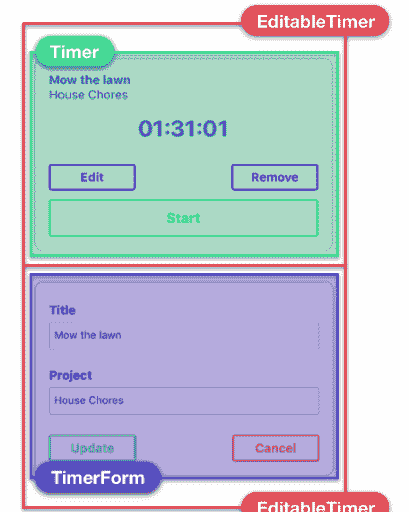 EditableTimer
Timer
Mow the lawn
House Chores
01:31:01
Edit Remove
Start
Title
Mow the lawn
Project
House Chores
Update Cancel
TimerForm
EditableTimer